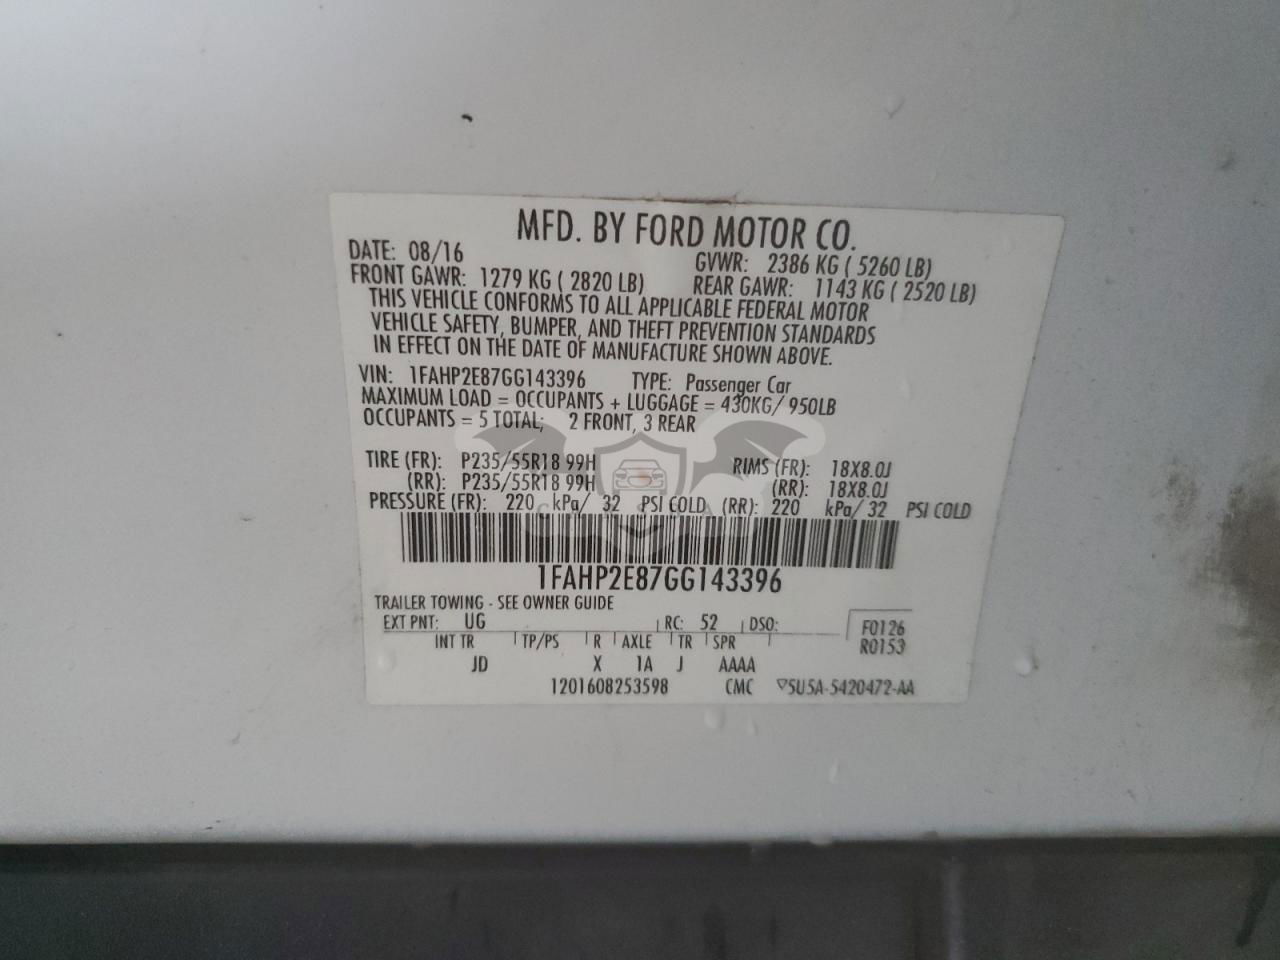 MFD. BY FORD MOTOR CO.
DATE: 08/16 GVWR: 2386 KG ( 5260 LB)
FRONT GAWR: 1279 KG ( 2820 LB) REAR GAWR: 1143 KG ( 2520 LB)
THIS VEHICLE CONFORMS TO ALL APPLICABLE FEDERAL MOTOR
VEHICLE SAFETY, BUMPER, AND THEFT PREVENTION STANDARDS
IN EFFECT ON THE DATE OF MANUFACTURE SHOWN ABOVE.
VIN: 1FAHP2E87GG143396 TYPE: Passenger Car
MAXIMUM LOAD = OCCUPANTS + LUGGAGE = 430KG/ 950LB
OCCUPANTS = 5 TOTAL; 2 FRONT, 3 REAR
TIRE (FR): P235/55R18 99H RIMS (FR): 18X8.0J
(RR): P235/55R18 99H (RR): 18X8.0J
PRESSURE (FR): 220 kPa/ 32 PSI COLD (RR): 220 kPa/ 32 PSI COLD
1FAHP2E87GG143396
TRAILER TOWING - SEE OWNER GUIDE
EXT PNT: UG RC: 52 DSO: F0126
INT TR TP/PS R AXLE TR SPR R0153
JD X 1A J AAAA
1201608253598 CMC ▽5U5A-5420472-AA